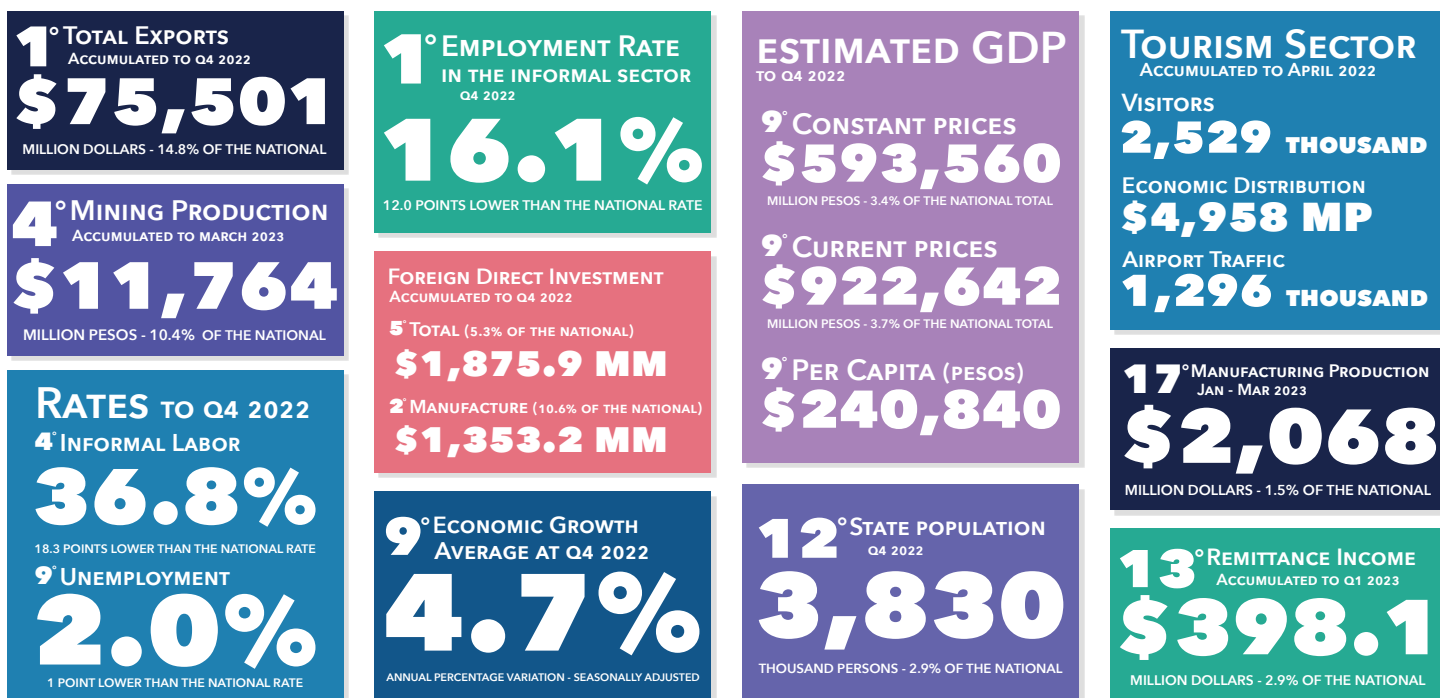 1° Total Exports
Accumulated to Q4 2022
$75,501
MILLION DOLLARS - 14.8% OF THE NATIONAL
4° Mining Production
Accumulated to march 2023
$11,764
MILLION PESOS - 10.4% OF THE NATIONAL
Rates to Q4 2022
4° Informal Labor
36.8%
18.3 POINTS LOWER THAN THE NATIONAL RATE
9° Unemployment
2.0%
1 POINT LOWER THAN THE NATIONAL RATE
1° Employment Rate
in the informal sector
Q4 2022
16.1%
12.0 POINTS LOWER THAN THE NATIONAL RATE
Foreign Direct Investment
Accumulated to Q4 2022
5° Total (5.3% of the national)
$1,875.9 MM
2° Manufacture (10.6% of the national)
$1,353.2 MM
9° Economic Growth
Average at Q4 2022
4.7%
ANNUAL PERCENTAGE VARIATION - SEASONALLY ADJUSTED
estimated GDP
to Q4 2022
9° Constant prices
$593,560
MILLION PESOS - 3.4% OF THE NATIONAL TOTAL
9° Current prices
$922,642
MILLION PESOS - 3.7% OF THE NATIONAL TOTAL
9° Per Capita (pesos)
$240,840
12° State population
Q4 2022
3,830
THOUSAND PERSONS - 2.9% OF THE NATIONAL
Tourism Sector
Accumulated to April 2022
Visitors
2,529 THOUSAND
Economic Distribution
$4,958 MP
Airport Traffic
1,296 THOUSAND
17° Manufacturing Production
Jan - Mar 2023
$2,068
MILLION DOLLARS - 1.5% OF THE NATIONAL
13° Remittance Income
Accumulated to Q1 2023
$398.1
MILLION DOLLARS - 2.9% OF THE NATIONAL